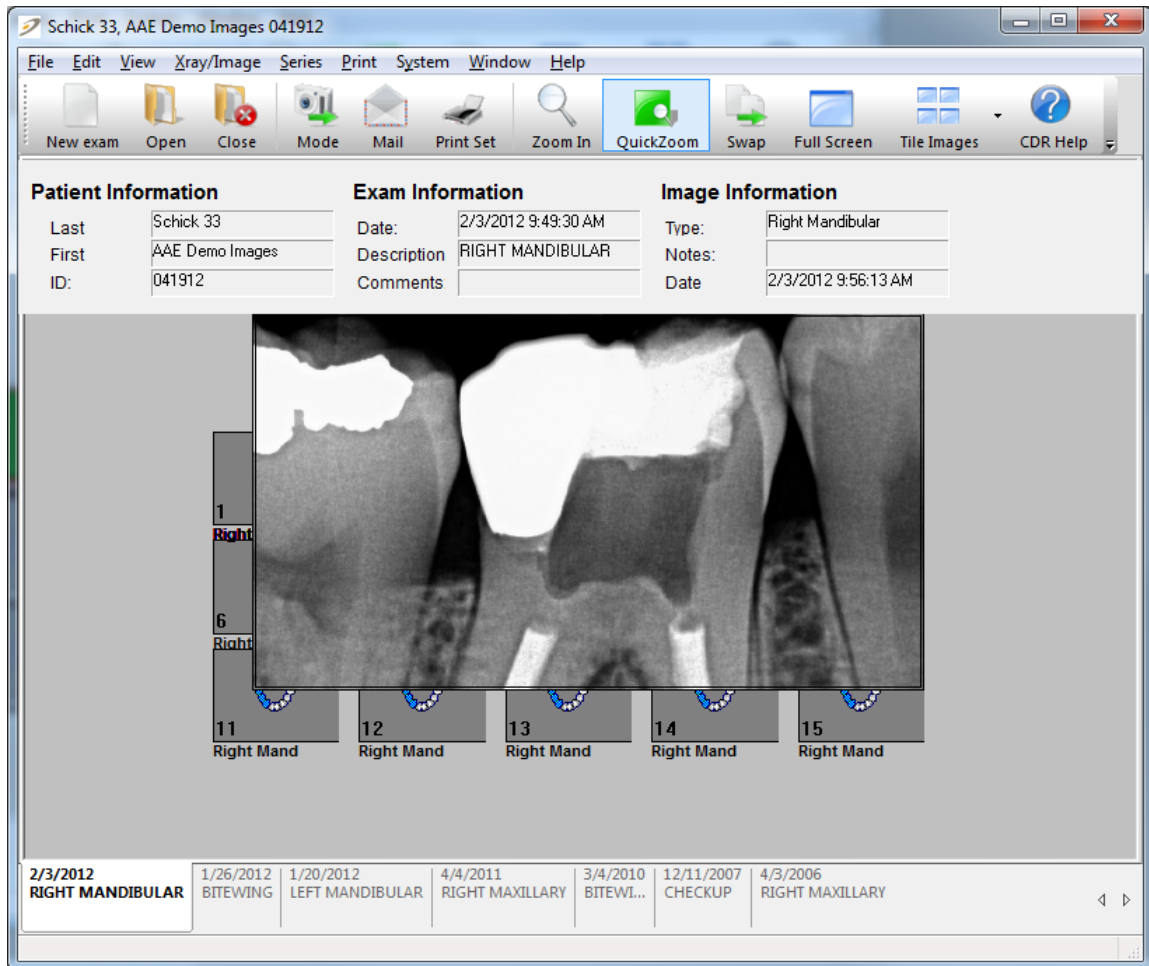 Schick 33, AAE Demo Images 041912
File Edit View Xray/Image Series Print System Window Help
New exam Open Close Mode Mail Print Set Zoom In QuickZoom Swap Full Screen Tile Images CDR Help
Patient Information Exam Information Image Information
Last Schick 33 Date: 2/3/2012 9:49:30 AM Type: Right Mandibular
First AAE Demo Images Description RIGHT MANDIBULAR Notes:
ID: 041912 Comments Date 2/3/2012 9:56:13 AM
1
Right
6
Right
11 12 13 14 15
Right Mand Right Mand Right Mand Right Mand Right Mand
2/3/2012 1/26/2012 1/20/2012 4/4/2011 3/4/2010 12/11/2007 4/3/2006
RIGHT MANDIBULAR BITEWING LEFT MANDIBULAR RIGHT MAXILLARY BITEWI... CHECKUP RIGHT MAXILLARY